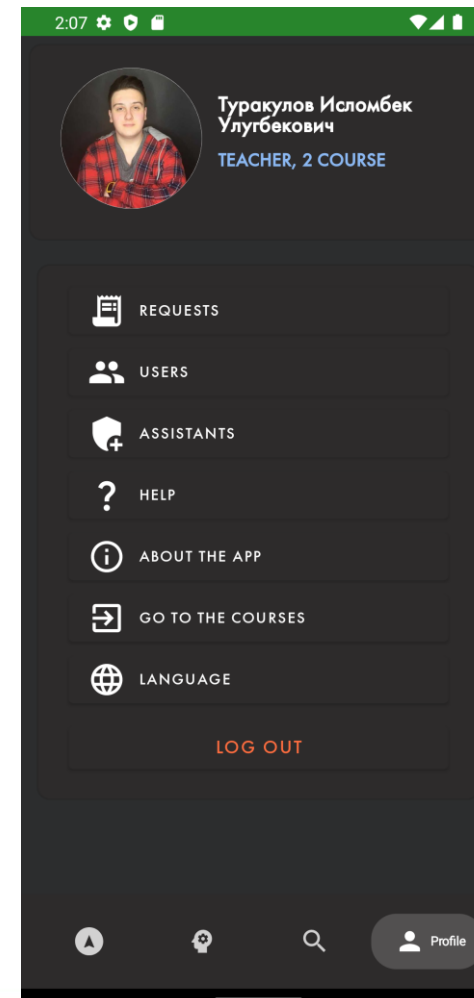 2:07
Туракулов Исломбек
Улугбекович
TEACHER, 2 COURSE
REQUESTS
USERS
ASSISTANTS
HELP
ABOUT THE APP
GO TO THE COURSES
LANGUAGE
LOG OUT
Profile